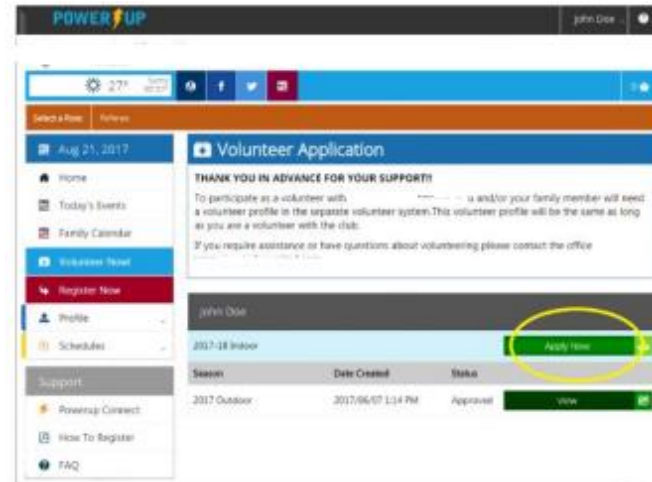 POWER UP
John Doe
27°
Select a Role: Referee
Aug 21, 2017
Home
Today's Events
Family Calendar
Volunteer Now!
Register Now
Profile
Schedules
Support
Powerup Connect
How To Register
FAQ
Volunteer Application
THANK YOU IN ADVANCE FOR YOUR SUPPORT!!
To participate as a volunteer with u and/or your family member will need
a volunteer profile in the separate volunteer system.This volunteer profile will be the same as long
as you are a volunteer with the club.
If you require assistance or have questions about volunteering please contact the office
John Doe
2017-18 Indoor Apply Now
Season Date Created Status
2017 Outdoor 2017/06/07 1:14 PM Approved View